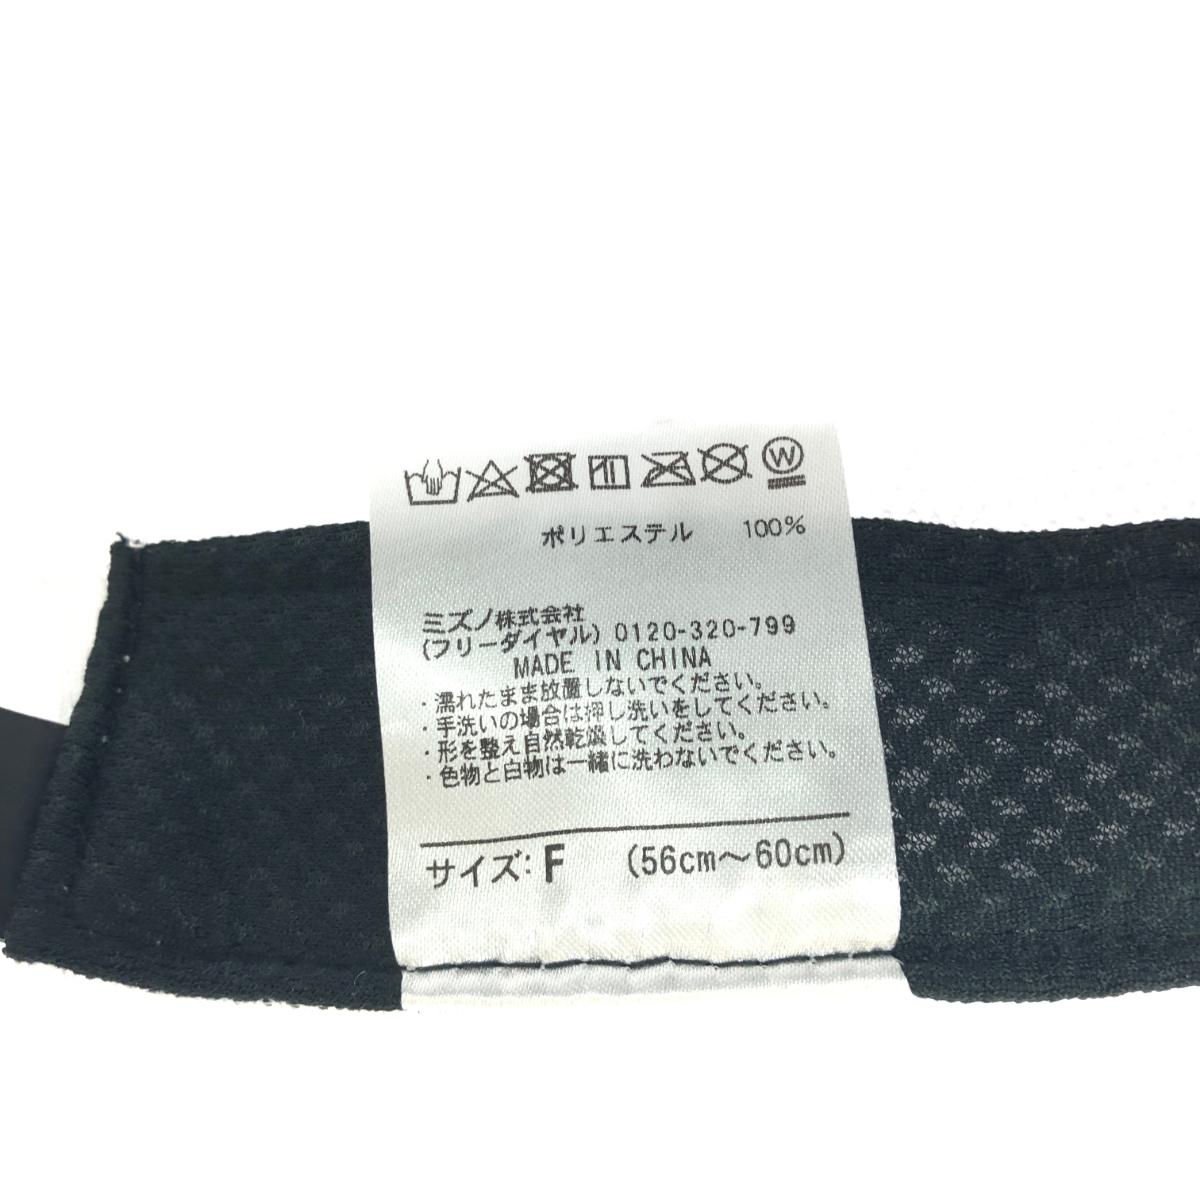 W
ポリエステル 100%
ミズノ株式会社
(フリーダイヤル) 0120-320-799
MADE IN CHINA
・濡れたまま放置しないでください。
・手洗いの場合は押し洗いをしてください。
・形を整え自然乾燥してください。
・色物と白物は一緒に洗わないでください。
サイズ: F (56cm～60cm)